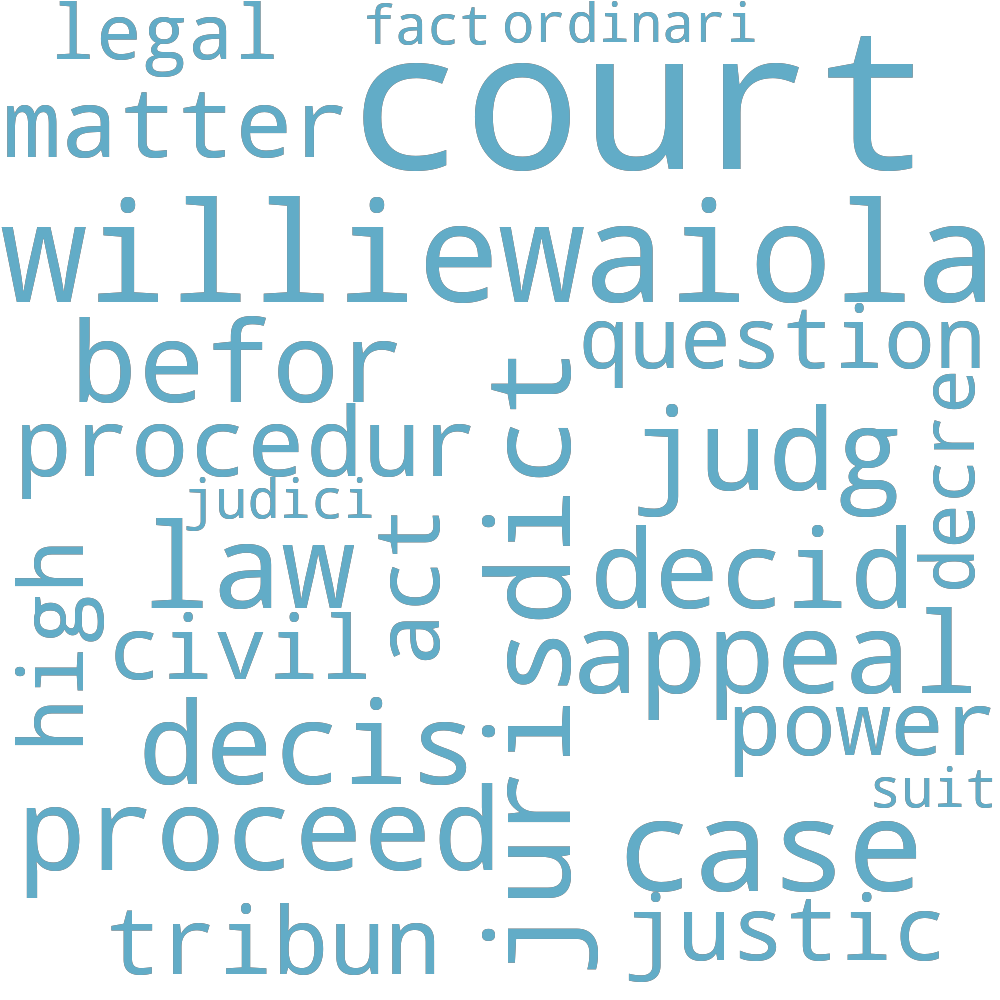 legal
fact
ordinari
matter
court
williewaiola
befor
question
procedur
jurisdict
judg
decre
judici
law
act
decid
high
civil
appeal
decis
power
proceed
suit
case
tribun
justic